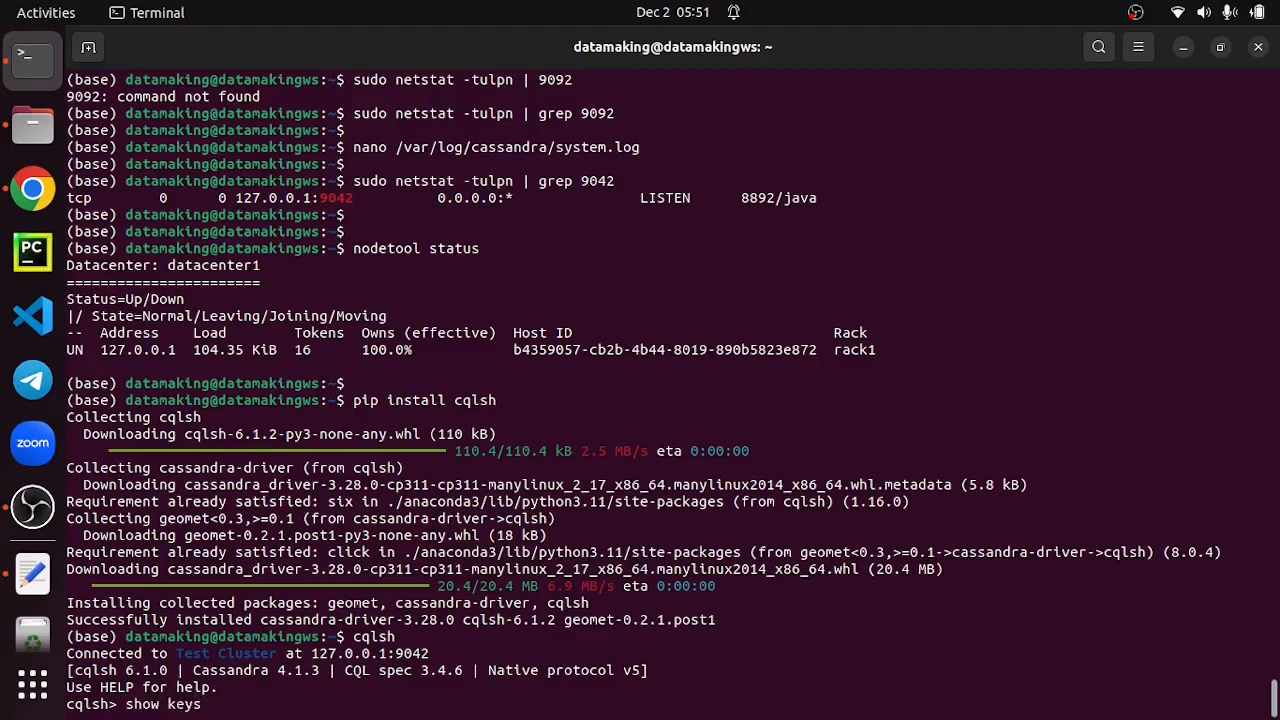 Activities
Terminal
Dec 2 05:51
datamaking@datamakingws: ~
(base) datamaking@datamakingws:~$ sudo netstat -tulpn | 9092
9092: command not found
(base) datamaking@datamakingws:~$ sudo netstat -tulpn | grep 9092
(base) datamaking@datamakingws:~$
(base) datamaking@datamakingws:~$ nano /var/log/cassandra/system.log
(base) datamaking@datamakingws:~$
(base) datamaking@datamakingws:~$ sudo netstat -tulpn | grep 9042
tcp        0      0 127.0.0.1:9042          0.0.0.0:*               LISTEN      8892/java
(base) datamaking@datamakingws:~$
(base) datamaking@datamakingws:~$
(base) datamaking@datamakingws:~$ nodetool status
Datacenter: datacenter1
=======================
Status=Up/Down
|/ State=Normal/Leaving/Joining/Moving
--  Address    Load        Tokens  Owns (effective)  Host ID                               Rack
UN  127.0.0.1  104.35 KiB  16      100.0%            b4359057-cb2b-4b44-8019-890b5823e872  rack1
(base) datamaking@datamakingws:~$
(base) datamaking@datamakingws:~$ pip install cqlsh
Collecting cqlsh
  Downloading cqlsh-6.1.2-py3-none-any.whl (110 kB)
110.4/110.4 kB 2.5 MB/s eta 0:00:00
Collecting cassandra-driver (from cqlsh)
  Downloading cassandra_driver-3.28.0-cp311-cp311-manylinux_2_17_x86_64.manylinux2014_x86_64.whl.metadata (5.8 kB)
Requirement already satisfied: six in ./anaconda3/lib/python3.11/site-packages (from cqlsh) (1.16.0)
Collecting geomet<0.3,>=0.1 (from cassandra-driver->cqlsh)
  Downloading geomet-0.2.1.post1-py3-none-any.whl (18 kB)
Requirement already satisfied: click in ./anaconda3/lib/python3.11/site-packages (from geomet<0.3,>=0.1->cassandra-driver->cqlsh) (8.0.4)
Downloading cassandra_driver-3.28.0-cp311-cp311-manylinux_2_17_x86_64.manylinux2014_x86_64.whl (20.4 MB)
20.4/20.4 MB 6.9 MB/s eta 0:00:00
Installing collected packages: geomet, cassandra-driver, cqlsh
Successfully installed cassandra-driver-3.28.0 cqlsh-6.1.2 geomet-0.2.1.post1
(base) datamaking@datamakingws:~$ cqlsh
Connected to Test Cluster at 127.0.0.1:9042
[cqlsh 6.1.0 | Cassandra 4.1.3 | CQL spec 3.4.6 | Native protocol v5]
Use HELP for help.
cqlsh> show keys
PC
zoom